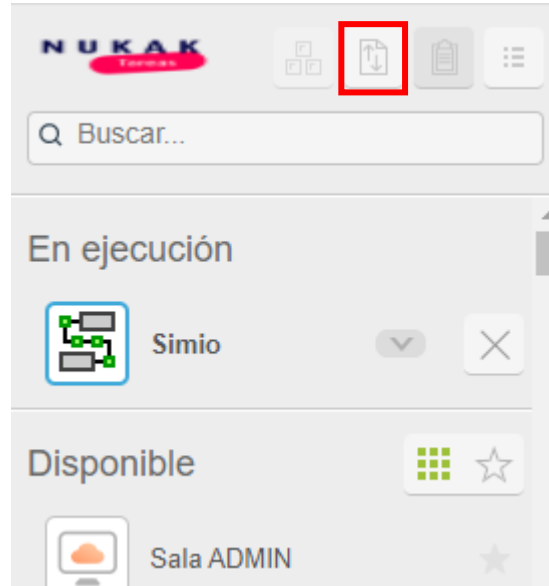 NUKAK
Tareas
Buscar...
En ejecución
Simio
Disponible
Sala ADMIN